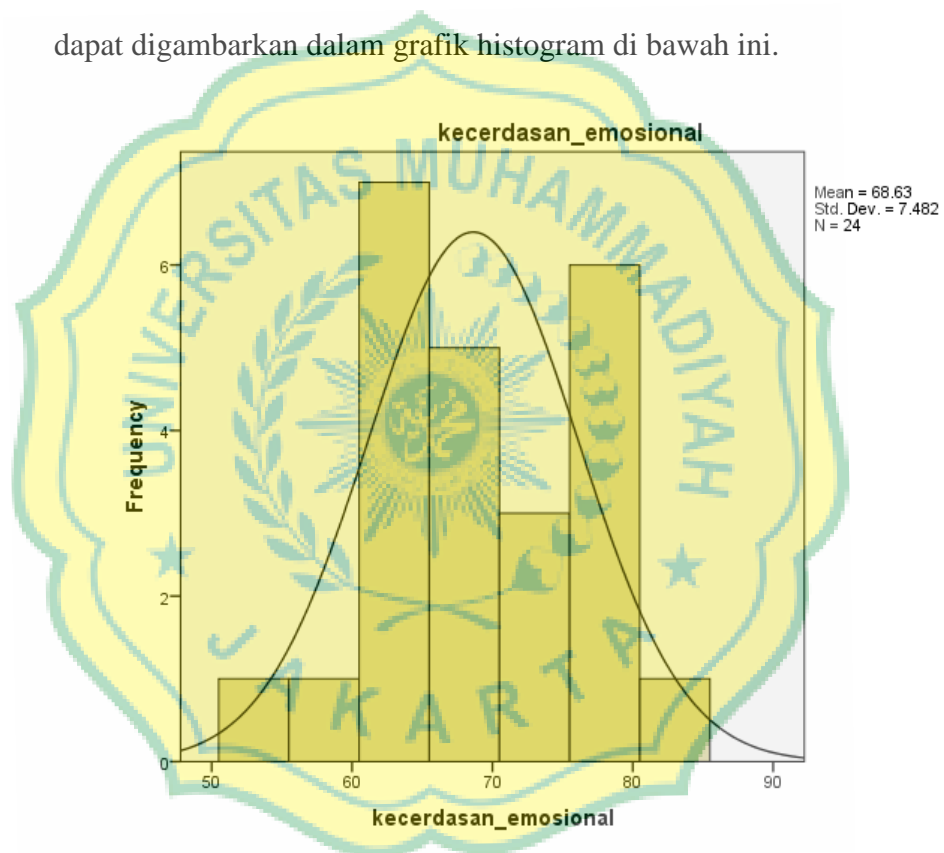 dapat digambarkan dalam grafik histogram di bawah ini.
kecerdasan_emosional
Mean = 68.63
Std. Dev. = 7.482
N = 24
UNIVERSITAS MUHAMMADIYAH
JAKARTA
Frequency
6
4
2
0
50 60 70 80 90
kecerdasan_emosional